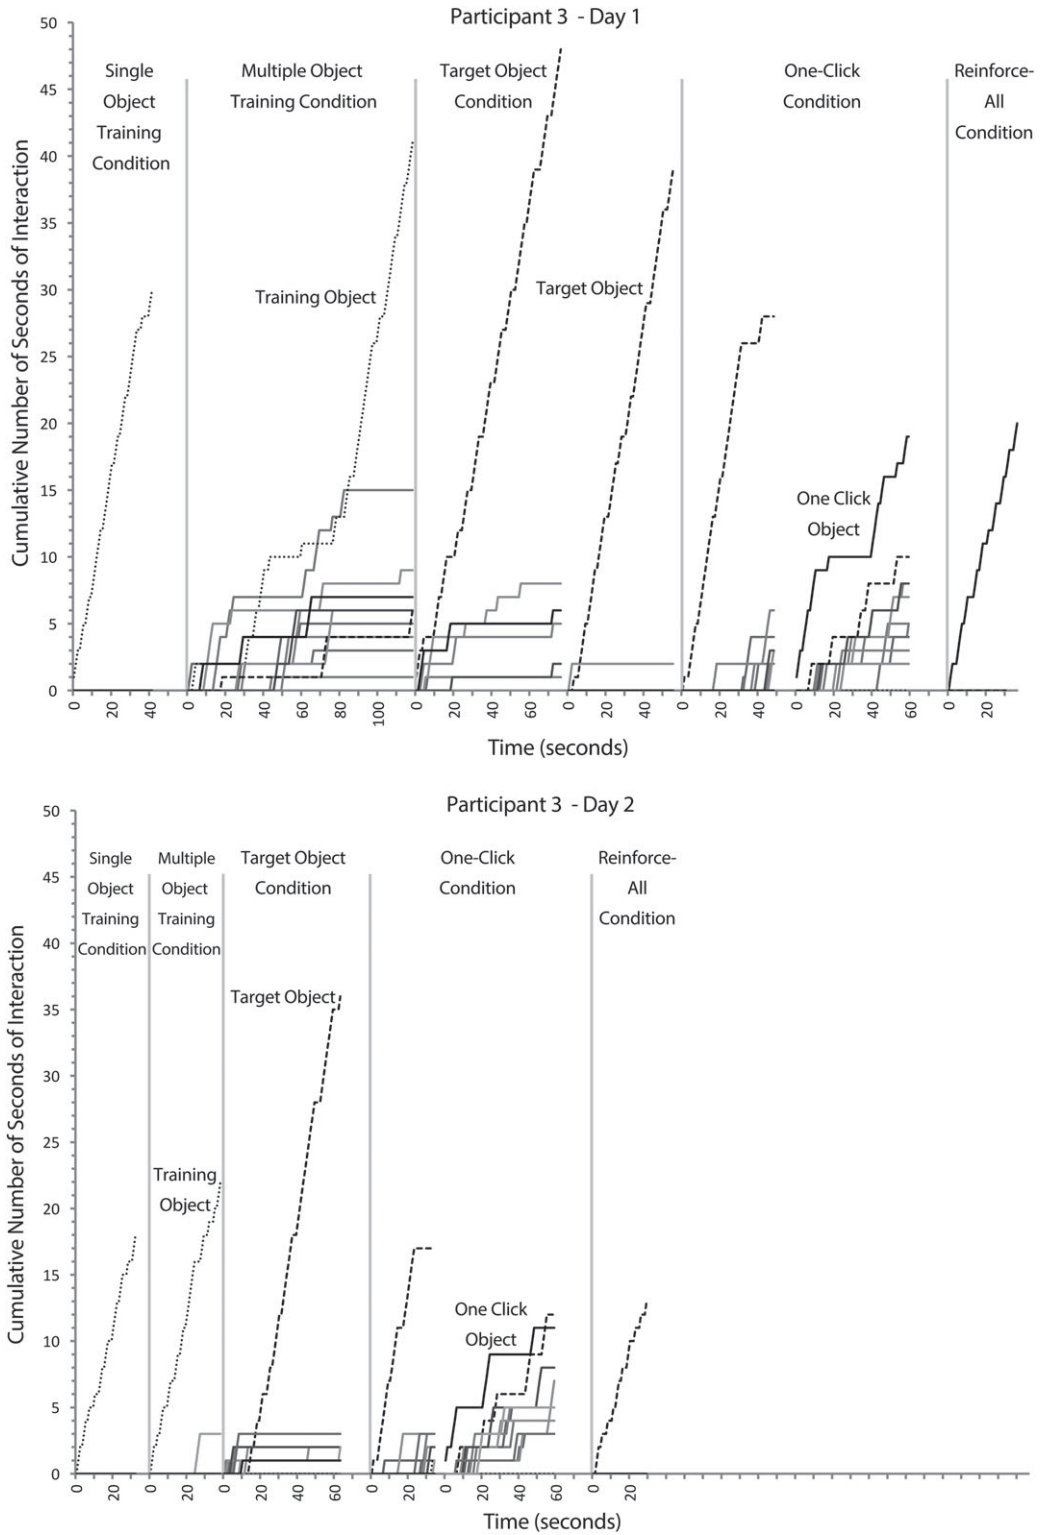 Participant 3 - Day 1
50
45
40
35
30
25
20
15
10
5
0
Cumulative Number of Seconds of Interaction
Single
Object
Training
Condition
Multiple Object
Training Condition
Target Object
Condition
One-Click
Condition
Reinforce-
All
Condition
Training Object
Target Object
One Click
Object
0 20 40 0 20 40 60 80 100 0 20 40 60 0 20 40 0 20 40 0 20 40 60 0 20
Time (seconds)
Participant 3 - Day 2
50
45
40
35
30
25
20
15
10
5
0
Cumulative Number of Seconds of Interaction
Single
Object
Training
Condition
Multiple
Object
Training
Condition
Target Object
Condition
One-Click
Condition
Reinforce-
All
Condition
Target Object
Training
Object
One Click
Object
0 20 0 20 0 20 40 60 0 20 0 20 40 60 0 20
Time (seconds)